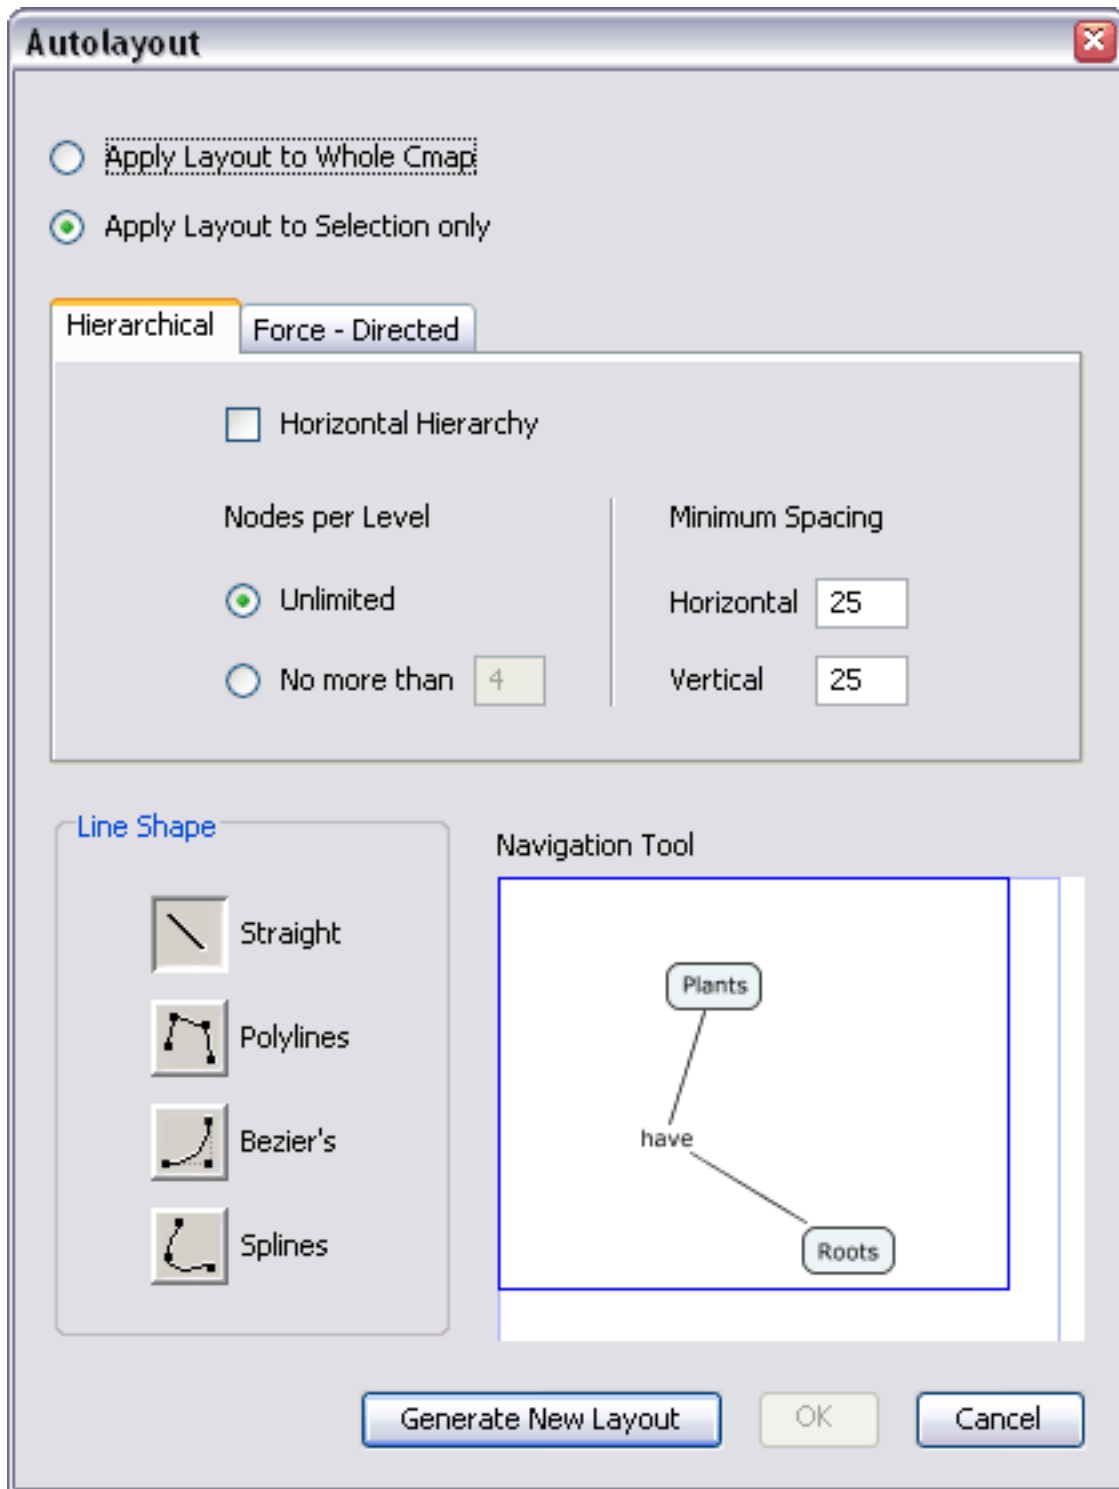 Autolayout
Apply Layout to Whole Cmap
Apply Layout to Selection only
Hierarchical
Force - Directed
Horizontal Hierarchy
Nodes per Level
Unlimited
No more than 4
Minimum Spacing
Horizontal 25
Vertical 25
Line Shape
Straight
Polylines
Bezier's
Splines
Navigation Tool
Plants
have
Roots
Generate New Layout
OK
Cancel